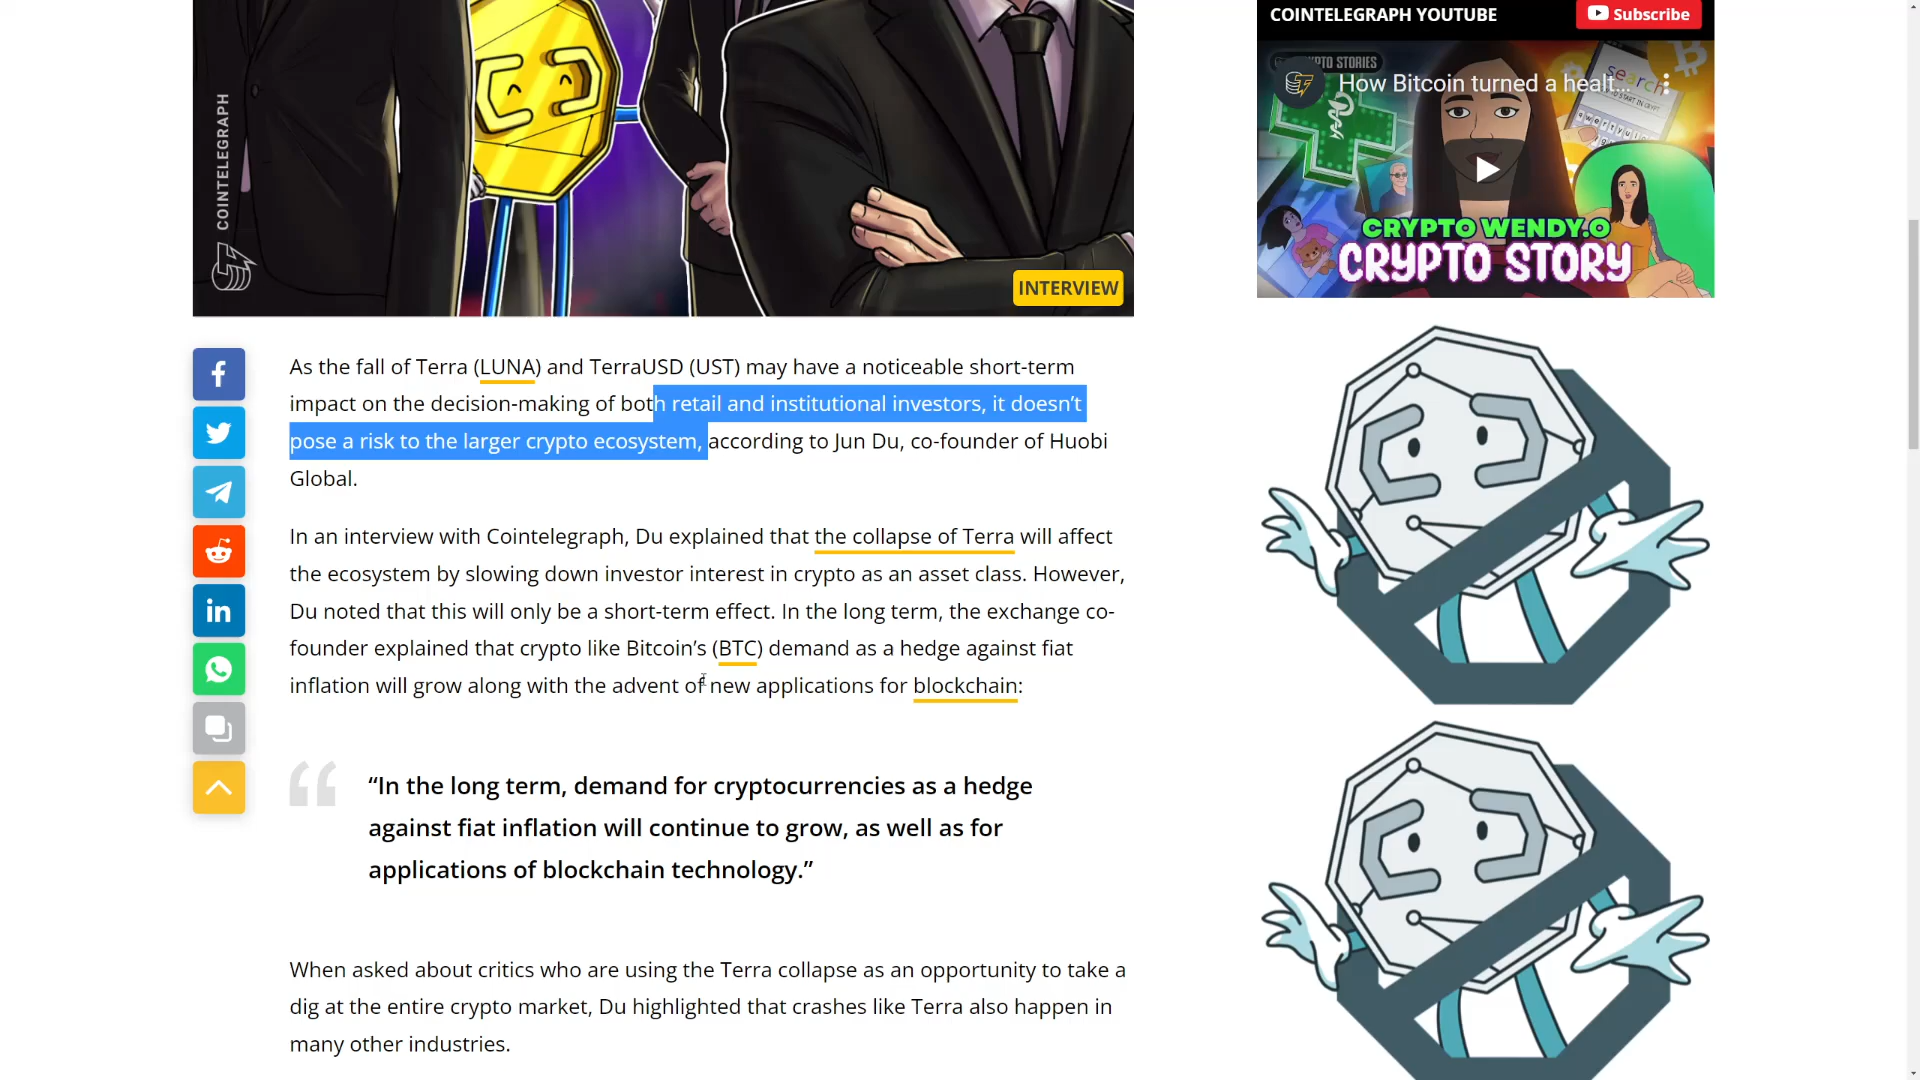 COINTELEGRAPH
INTERVIEW
As the fall of Terra (LUNA) and TerraUSD (UST) may have a noticeable short-term
impact on the decision-making of both retail and institutional investors, it doesn’t
pose a risk to the larger crypto ecosystem, according to Jun Du, co-founder of Huobi
Global.
In an interview with Cointelegraph, Du explained that the collapse of Terra will affect
the ecosystem by slowing down investor interest in crypto as an asset class. However,
Du noted that this will only be a short-term effect. In the long term, the exchange co-
founder explained that crypto like Bitcoin’s (BTC) demand as a hedge against fiat
inflation will grow along with the advent of new applications for blockchain:
“In the long term, demand for cryptocurrencies as a hedge
against fiat inflation will continue to grow, as well as for
applications of blockchain technology.”
When asked about critics who are using the Terra collapse as an opportunity to take a
dig at the entire crypto market, Du highlighted that crashes like Terra also happen in
many other industries.
COINTELEGRAPH YOUTUBE
Subscribe
STORIES
How Bitcoin turned a healt...
search
CRYPTO WENDY.O
CRYPTO STORY